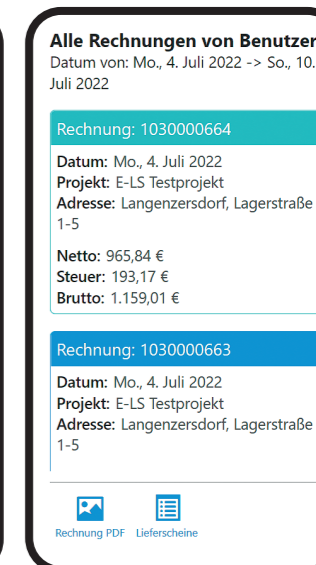 Alle Rechnungen von Benutzer
Datum von: Mo., 4. Juli 2022 -> So., 10.
Juli 2022
Rechnung: 1030000664
Datum: Mo., 4. Juli 2022
Projekt: E-LS Testprojekt
Adresse: Langenzersdorf, Lagerstraße
1-5
Netto: 965,84 €
Steuer: 193,17 €
Brutto: 1.159,01 €
Rechnung: 1030000663
Datum: Mo., 4. Juli 2022
Projekt: E-LS Testprojekt
Adresse: Langenzersdorf, Lagerstraße
1-5
Rechnung PDF Lieferscheine